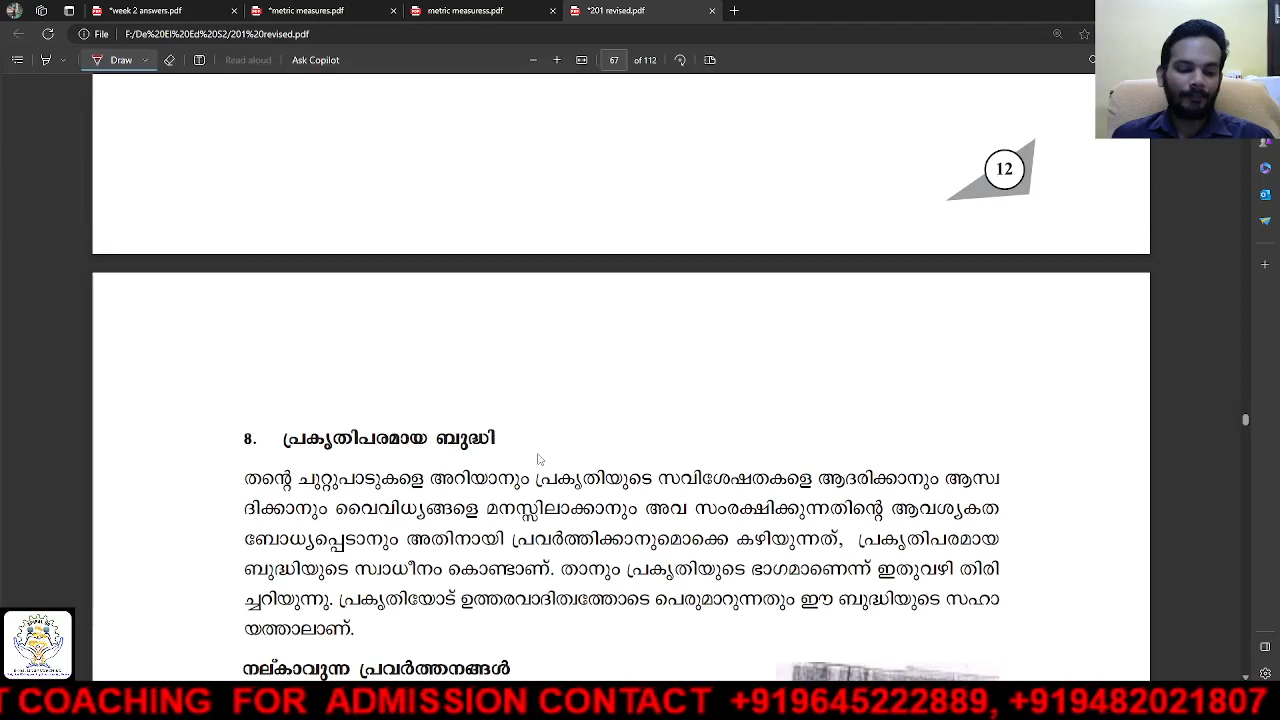 *week 2 answers.pdf
*metric measures.pdf
metric measuress.pdf
*201 revised.pdf
File
F:/De%20El%20Ed%20S2/201%20revised.pdf
Draw
Read aloud
Ask Copilot
67
of 112
12
8. പ്രകൃതിപരമായ ബുദ്ധി
തന്റെ ചുറ്റുപാടുകളെ അറിയാനും പ്രകൃതിയുടെ സവിശേഷതകളെ ആദരിക്കാനും ആസ്വ
ദിക്കാനും വൈവിധ്യങ്ങളെ മനസ്സിലാക്കാനും അവ സംരക്ഷിക്കുന്നതിന്റെ ആവശ്യകത
ബോധ്യപ്പെടാനും അതിനായി പ്രവർത്തിക്കാനുമൊക്കെ കഴിയുന്നത്, പ്രകൃതിപരമായ
ബുദ്ധിയുടെ സ്വാധീനം കൊണ്ടാണ്. താനും പ്രകൃതിയുടെ ഭാഗമാണെന്ന് ഇതുവഴി തിരി
ച്ചറിയുന്നു. പ്രകൃതിയോട് ഉത്തരവാദിത്വത്തോടെ പെരുമാറുന്നതും ഈ ബുദ്ധിയുടെ സഹാ
യത്താലാണ്.
നല്കാവുന്ന പ്രവർത്തനങ്ങൾ
T COACHING FOR ADMISSION CONTACT +919645222889, +919482021807